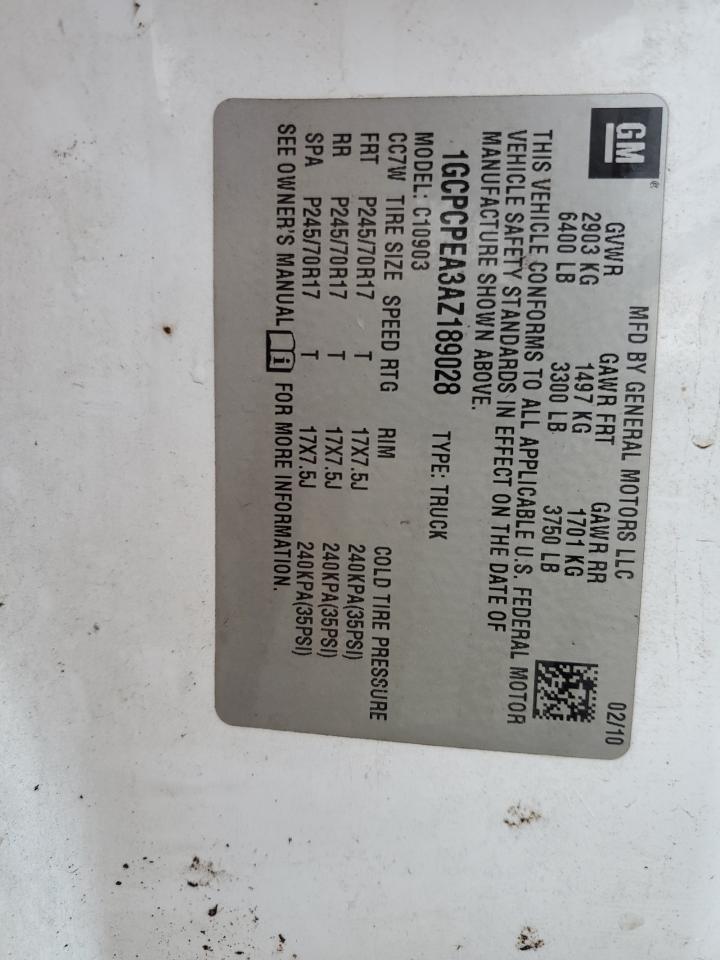 GM
MFD BY GENERAL MOTORS LLC 02/10
GVWR GAWR FRT GAWR RR
2903 KG 1497 KG 1701 KG
6400 LB 3300 LB 3750 LB
THIS VEHICLE CONFORMS TO ALL APPLICABLE U.S. FEDERAL MOTOR
VEHICLE SAFETY STANDARDS IN EFFECT ON THE DATE OF
MANUFACTURE SHOWN ABOVE.
1GCPCPEA3AZ189028 TYPE: TRUCK
MODEL: C10903
CC7W TIRE SIZE SPEED RTG RIM COLD TIRE PRESSURE
FRT P245/70R17 T 17X7.5J 240KPA(35PSI)
RR P245/70R17 T 17X7.5J 240KPA(35PSI)
SPA P245/70R17 T 17X7.5J 240KPA(35PSI)
SEE OWNER'S MANUAL FOR MORE INFORMATION.